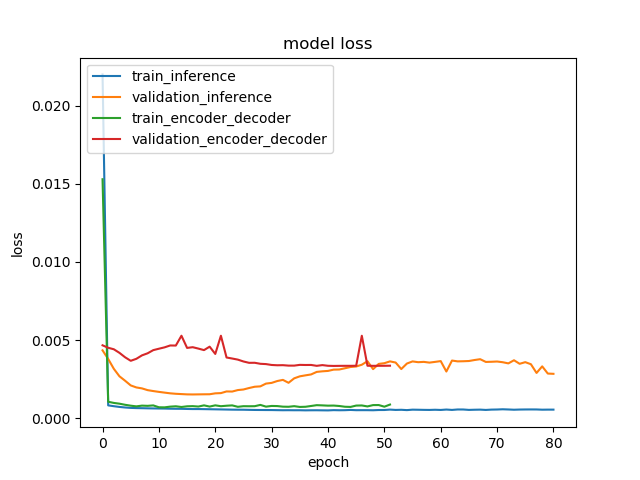 model loss
train_inference
validation_inference
train_encoder_decoder
validation_encoder_decoder
0.020
0.015
0.010
0.005
0.000
loss
0 10 20 30 40 50 60 70 80
epoch